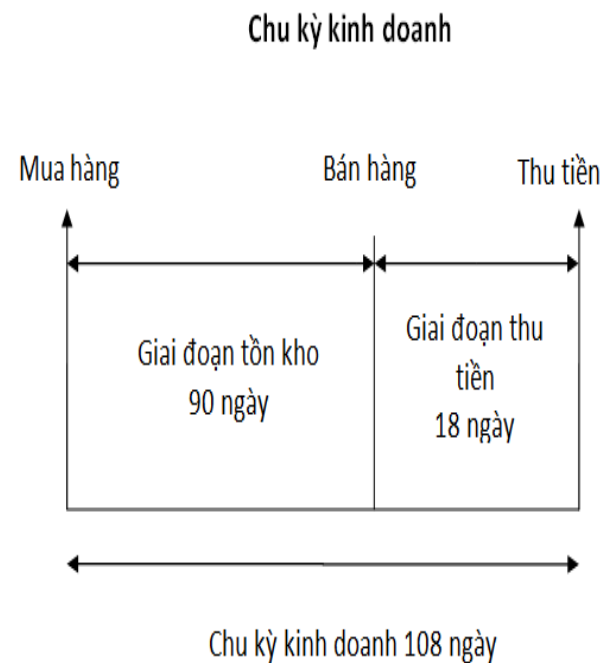 Chu kỳ kinh doanh
Mua hàng
Bán hàng
Thu tiền
Giai đoạn tồn kho
90 ngày
Giai đoạn thu
tiền
18 ngày
Chu kỳ kinh doanh 108 ngày